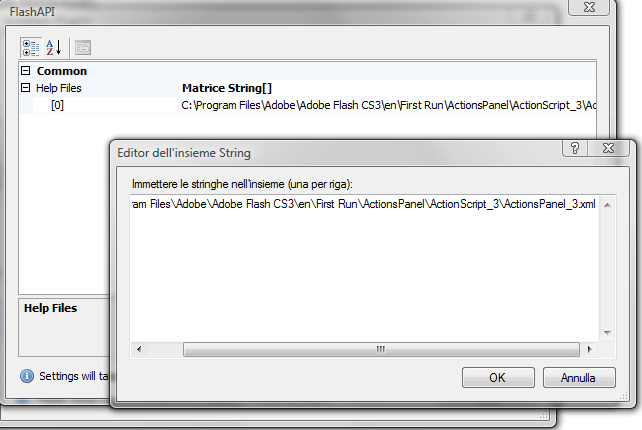 FlashAPI
Common
Help Files Matrice String[]
[0] C:\Program Files\Adobe\Adobe Flash CS3\en\First Run\ActionsPanel\ActionScript_3\Ac
Editor dell'insieme String
Immettere le stringhe nell'insieme (una per riga):
am Files\Adobe\Adobe Flash CS3\en\First Run\ActionsPanel\ActionScript_3\ActionsPanel_3.xml
Help Files
Settings will ta
OK Annulla